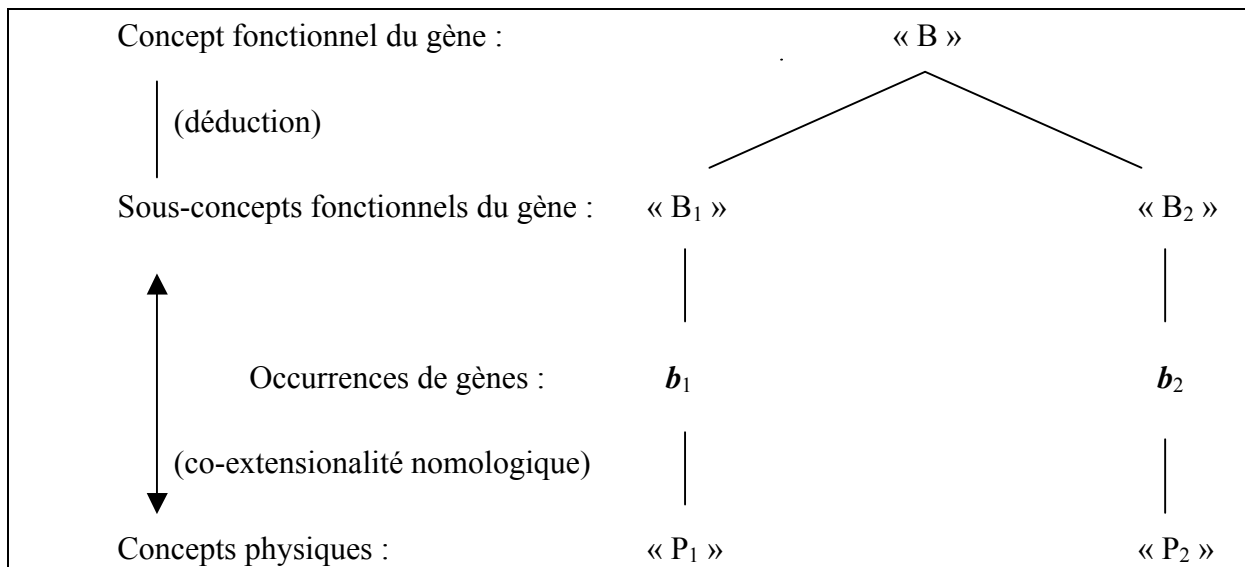 Concept fonctionnel du gène : « B »
(déduction)
Sous-concepts fonctionnels du gène : « B₁ » « B₂ »
Occurrences de gènes : b₁ b₂
(co-extensionalité nomologique)
Concepts physiques : « P₁ » « P₂ »